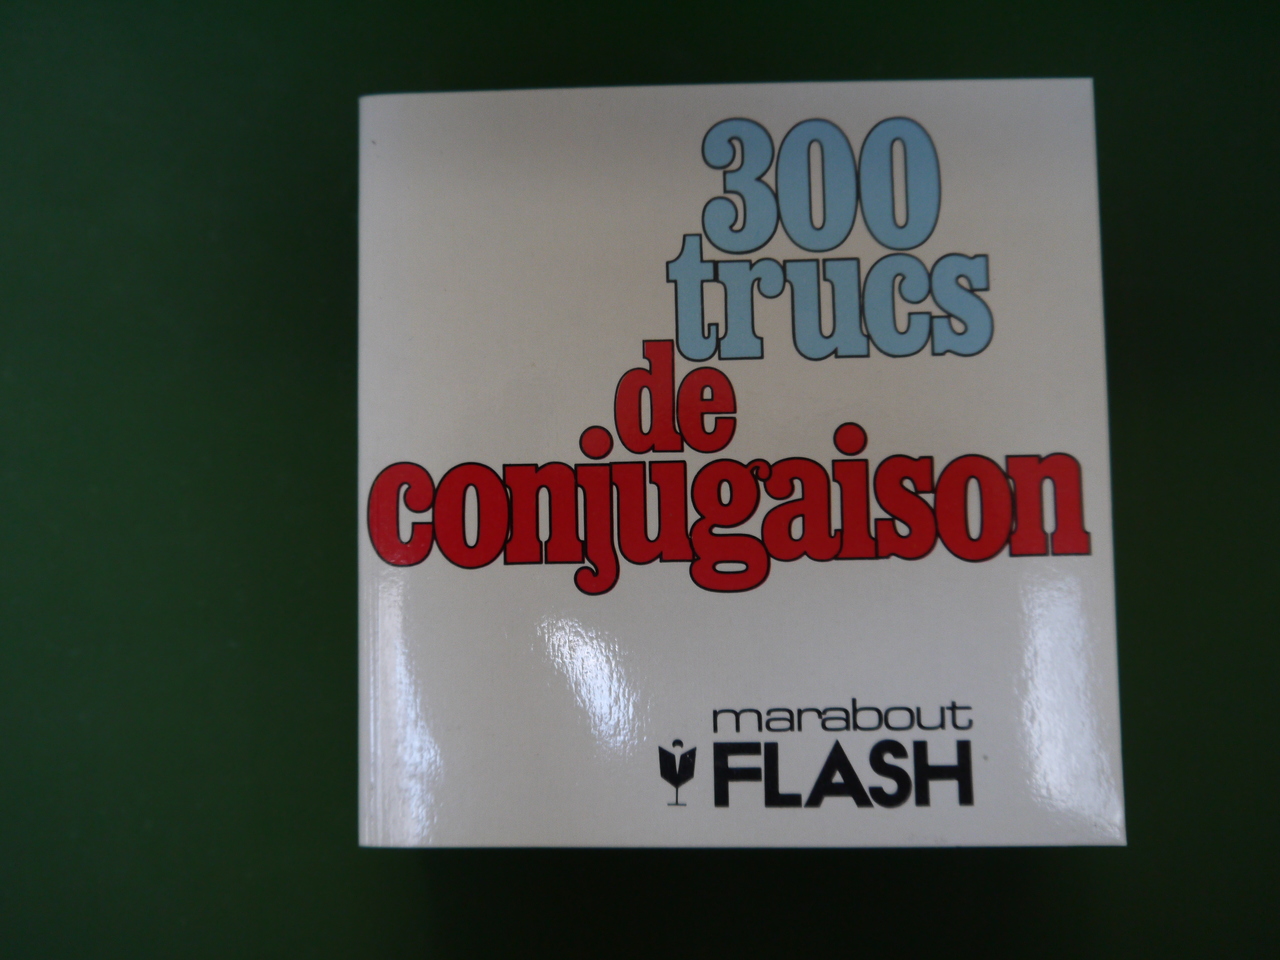 300
trucs
de
conjugaison
marabout
FLASH